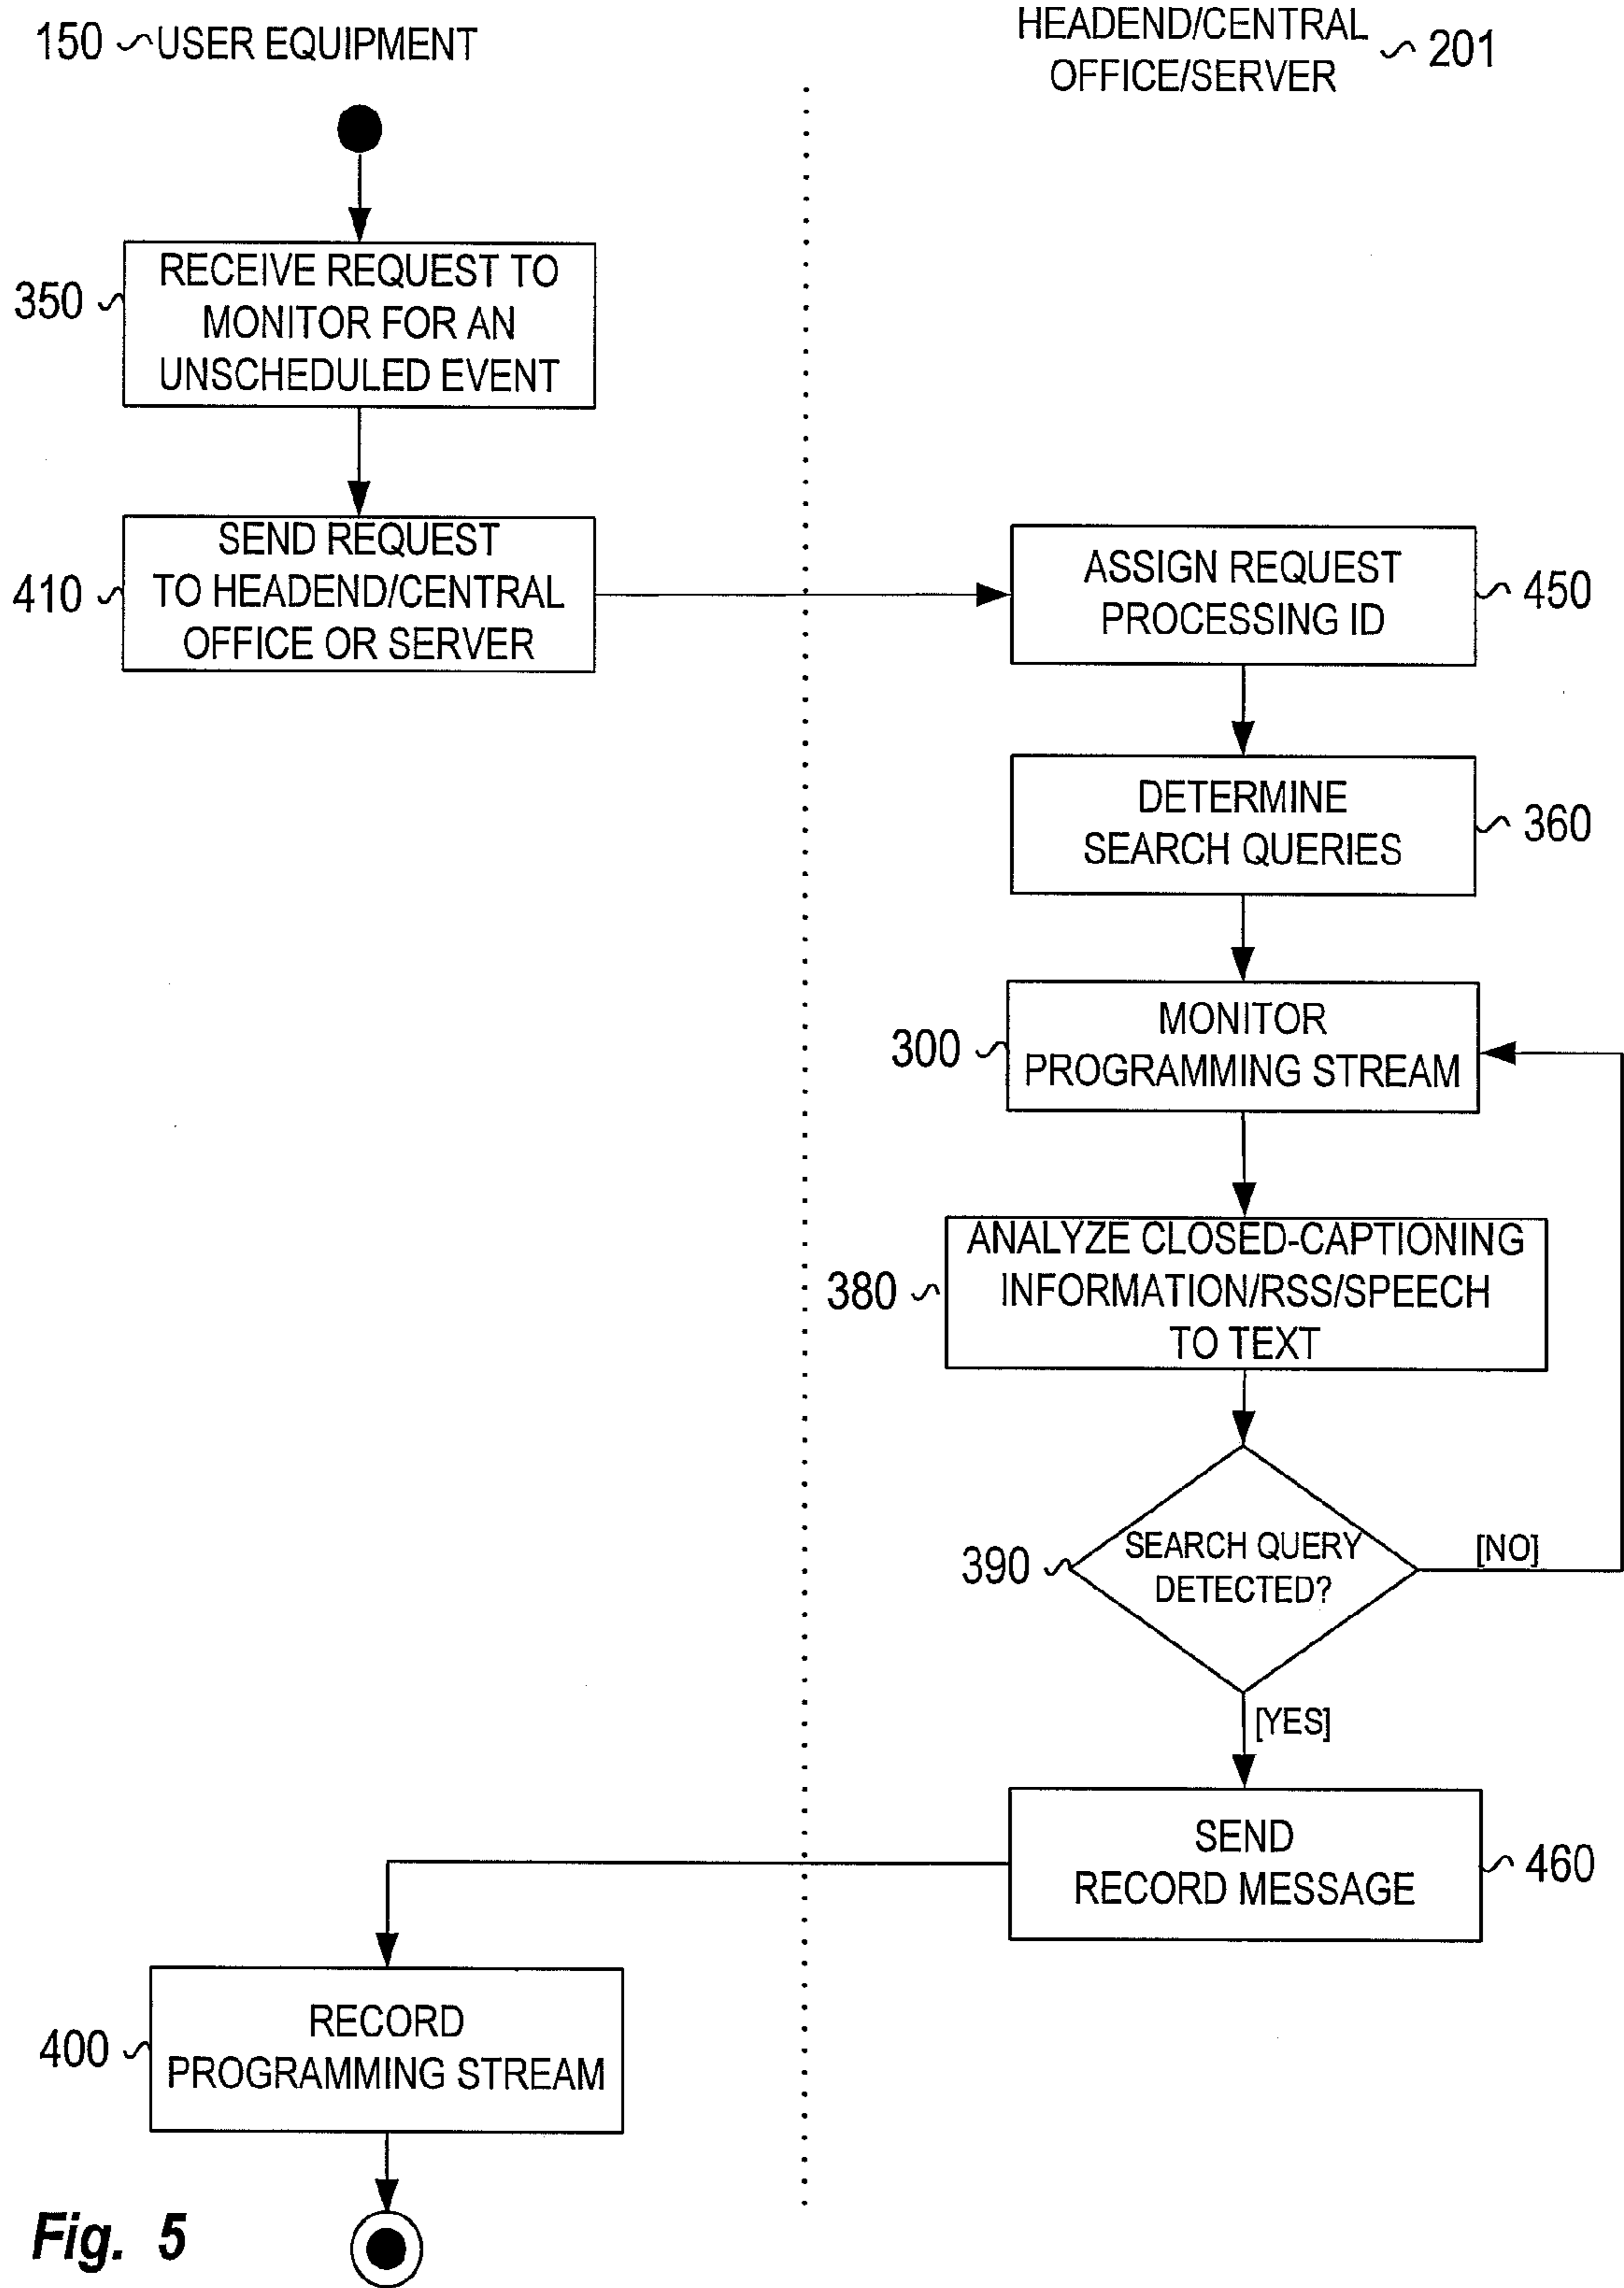 150 USER EQUIPMENT
HEADEND/CENTRAL
OFFICE/SERVER
201
350
RECEIVE REQUEST TO
MONITOR FOR AN
UNSCHEDULED EVENT
410
SEND REQUEST
TO HEADEND/CENTRAL
OFFICE OR SERVER
ASSIGN REQUEST
PROCESSING ID
450
DETERMINE
SEARCH QUERIES
360
300
MONITOR
PROGRAMMING STREAM
380
ANALYZE CLOSED-CAPTIONING
INFORMATION/RSS/SPEECH
TO TEXT
390
SEARCH QUERY
DETECTED?
[NO]
[YES]
SEND
RECORD MESSAGE
460
400
RECORD
PROGRAMMING STREAM
Fig. 5